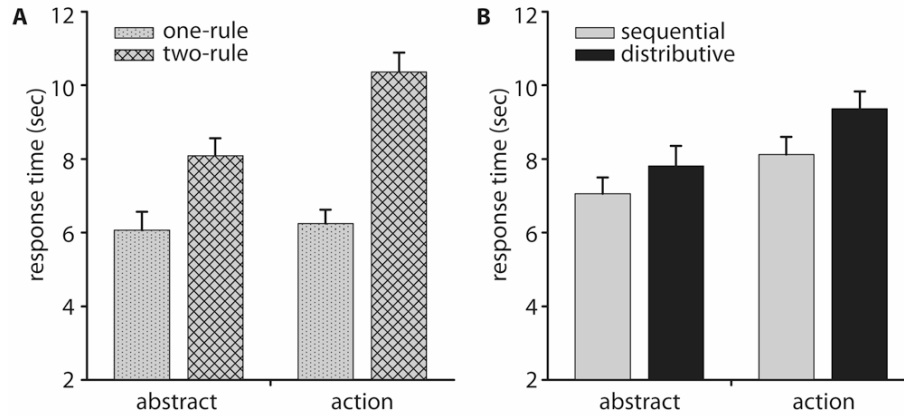 A
one-rule
two-rule
response time (sec)
12
10
8
6
4
2
abstract
action
B
sequential
distributive
response time (sec)
12
10
8
6
4
2
abstract
action